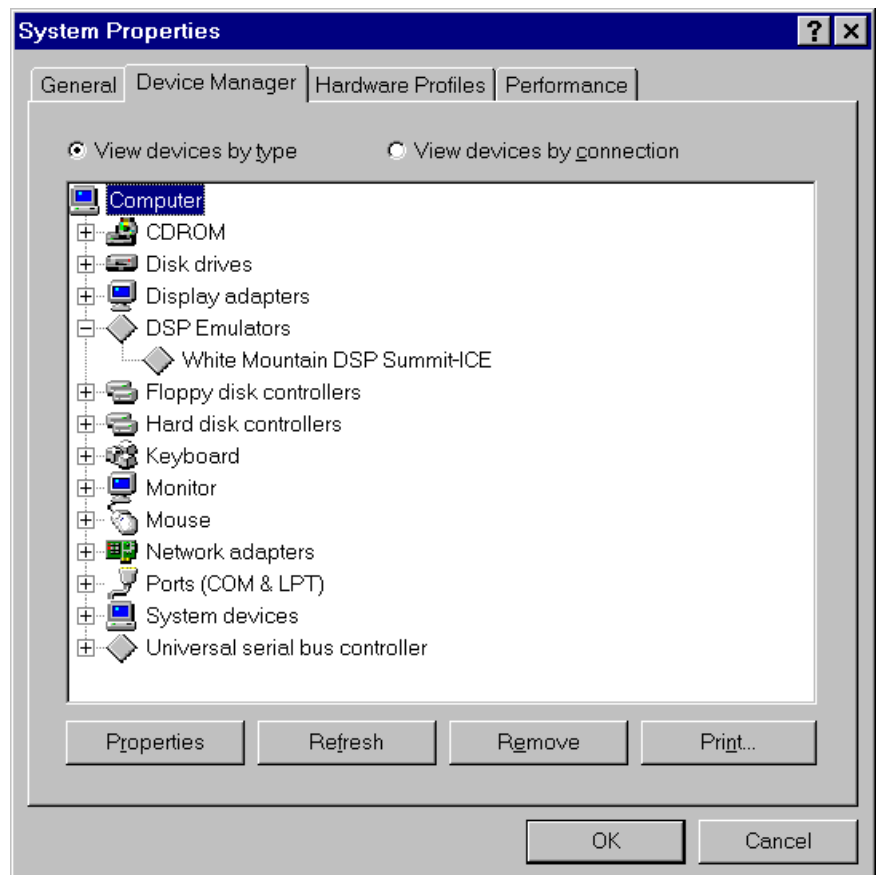 System Properties
General Device Manager Hardware Profiles Performance
View devices by type View devices by connection
Computer
CDROM
Disk drives
Display adapters
DSP Emulators
White Mountain DSP Summit-ICE
Floppy disk controllers
Hard disk controllers
Keyboard
Monitor
Mouse
Network adapters
Ports (COM & LPT)
System devices
Universal serial bus controller
Properties Refresh Remove Print...
OK Cancel